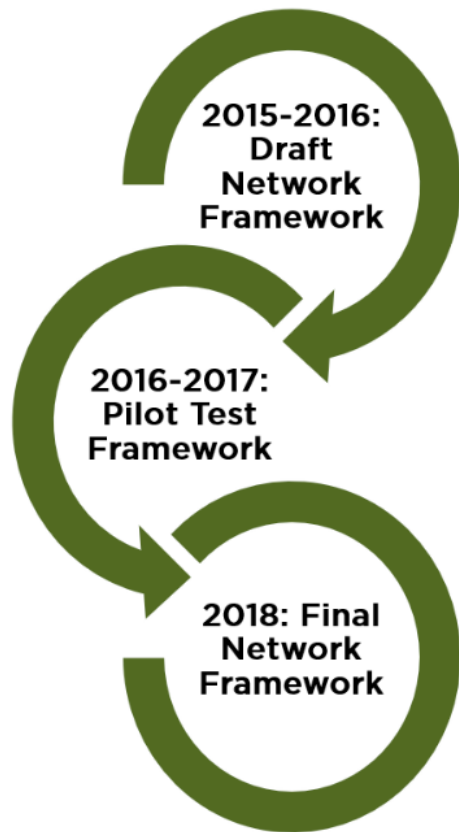 2015-2016:
Draft
Network
Framework
2016-2017:
Pilot Test
Framework
2018: Final
Network
Framework